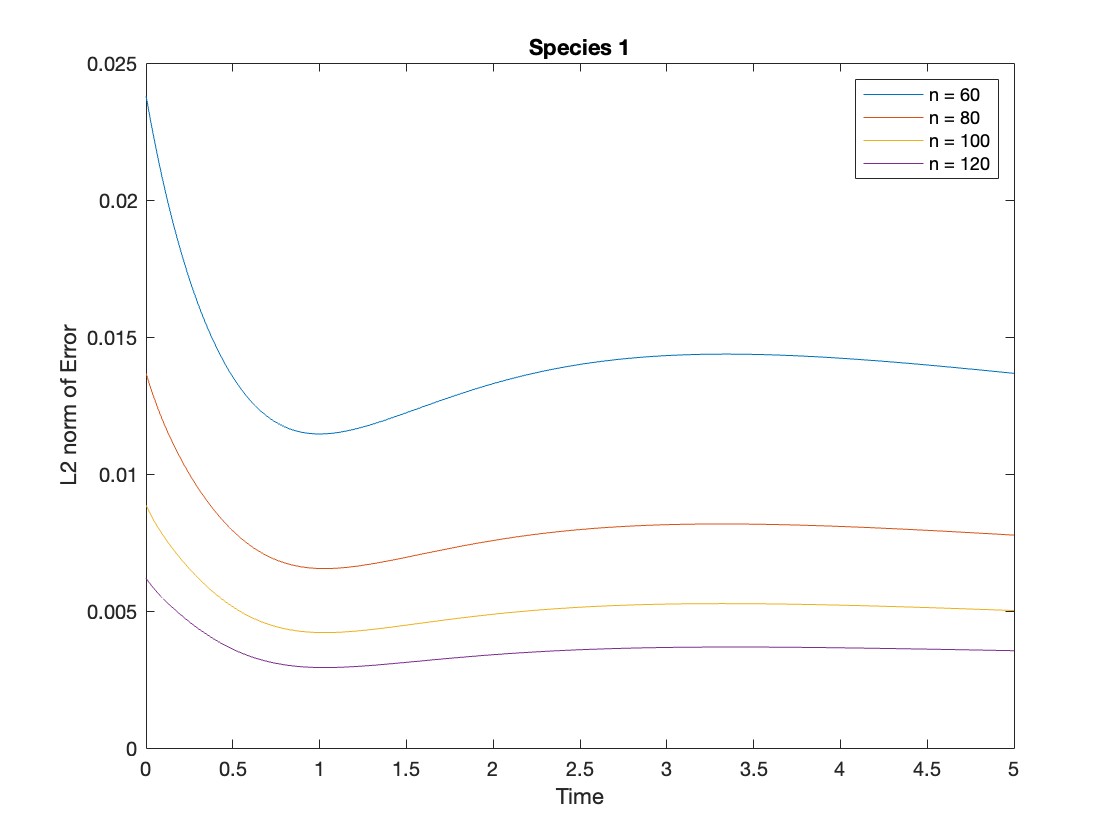 Species 1
0.025
0.02
0.015
0.01
0.005
0
L2 norm of Error
n = 60
n = 80
n = 100
n = 120
0 0.5 1 1.5 2 2.5 3 3.5 4 4.5 5
Time